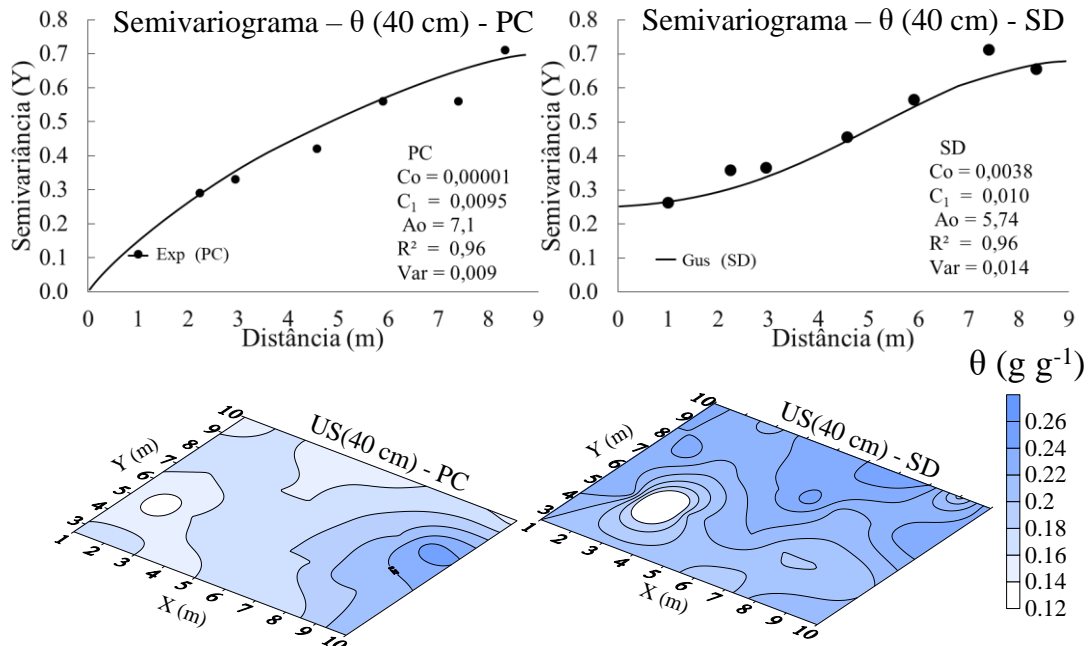 Semivariograma – θ (40 cm) - PC
Semivariância (Y)
0.8
0.7
0.6
0.5
0.4
0.3
0.2
0.1
0.0
PC
Co = 0,00001
C₁ = 0,0095
Ao = 7,1
R² = 0,96
Var = 0,009
Exp (PC)
0 1 2 3 4 5 6 7 8 9
Distância (m)
Semivariograma – θ (40 cm) - SD
Semivariância (Y)
0.8
0.7
0.6
0.5
0.4
0.3
0.2
0.1
0.0
SD
Co = 0,0038
C₁ = 0,010
Ao = 5,74
R² = 0,96
Var = 0,014
Gus (SD)
0 1 2 3 4 5 6 7 8 9
Distância (m)
US(40 cm) - PC
Y (m)
10
9
8
7
6
5
4
3
1 2 3 4 5 6 7 8 9 10
X (m)
US(40 cm) - SD
Y (m)
10
9
8
7
6
5
4
3
1 2 3 4 5 6 7 8 9 10
X (m)
θ (g g⁻¹)
0.26
0.24
0.22
0.2
0.18
0.16
0.14
0.12